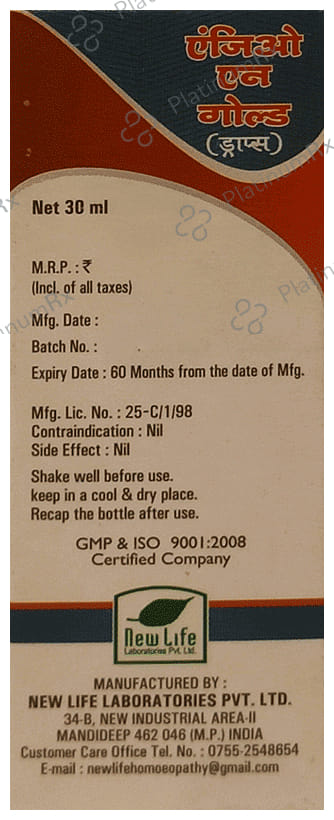 एंजिओ
एन
गोल्ड
(ड्राप्स)
Net 30 ml
M.R.P. : ₹
(Incl. of all taxes)
Mfg. Date :
Batch No. :
Expiry Date : 60 Months from the date of Mfg.
Mfg. Lic. No. : 25-C/1/98
Contraindication : Nil
Side Effect : Nil
Shake well before use.
keep in a cool & dry place.
Recap the bottle after use.
GMP & ISO 9001:2008
Certified Company
New Life
Laboratories Pvt. Ltd.
MANUFACTURED BY :
NEW LIFE LABORATORIES PVT. LTD.
34-B, NEW INDUSTRIAL AREA-II
MANDIDEEP 462 046 (M.P.) INDIA
Customer Care Office Tel. No. : 0755-2548654
E-mail : newlifehomoeopathy@gmail.com
PlatinumRx